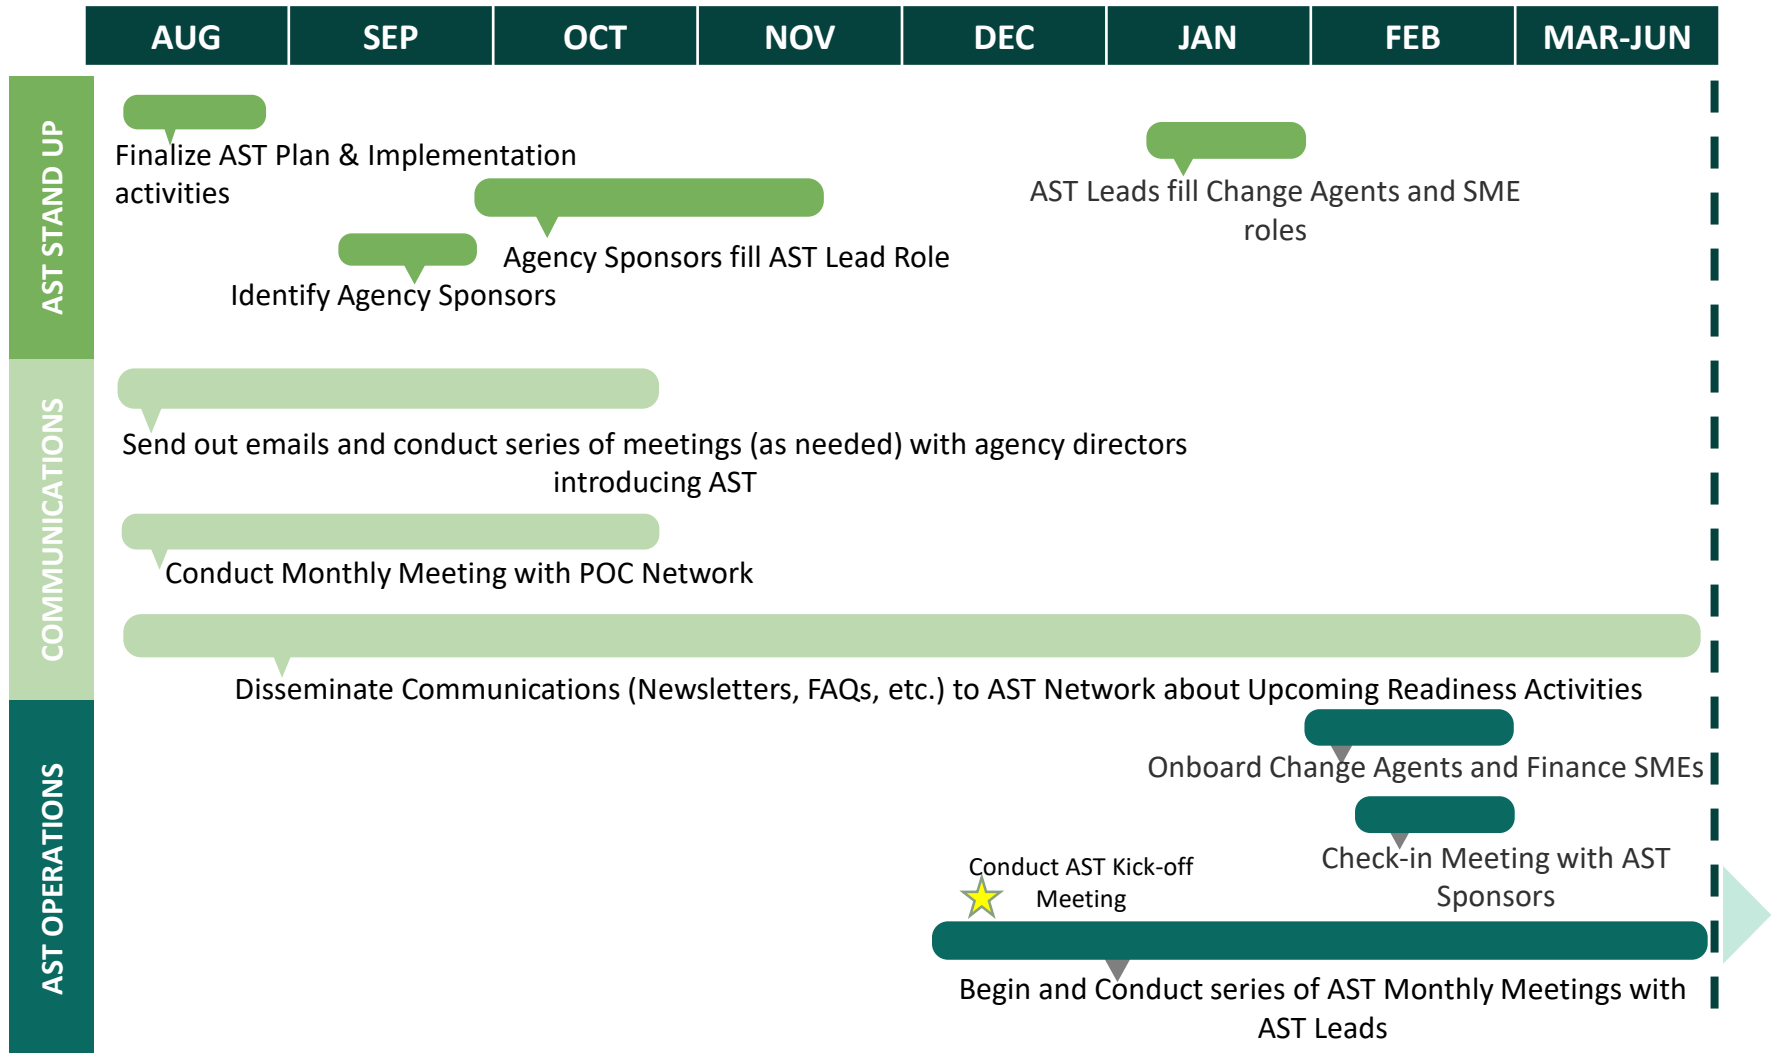 AUG SEP OCT NOV DEC JAN FEB MAR-JUN
AST STAND UP
Finalize AST Plan & Implementation
activities
AST Leads fill Change Agents and SME
roles
Agency Sponsors fill AST Lead Role
Identify Agency Sponsors
COMMUNICATIONS
Send out emails and conduct series of meetings (as needed) with agency directors
introducing AST
Conduct Monthly Meeting with POC Network
Disseminate Communications (Newsletters, FAQs, etc.) to AST Network about Upcoming Readiness Activities
AST OPERATIONS
Onboard Change Agents and Finance SMEs
Check-in Meeting with AST
Sponsors
Conduct AST Kick-off
Meeting
Begin and Conduct series of AST Monthly Meetings with
AST Leads